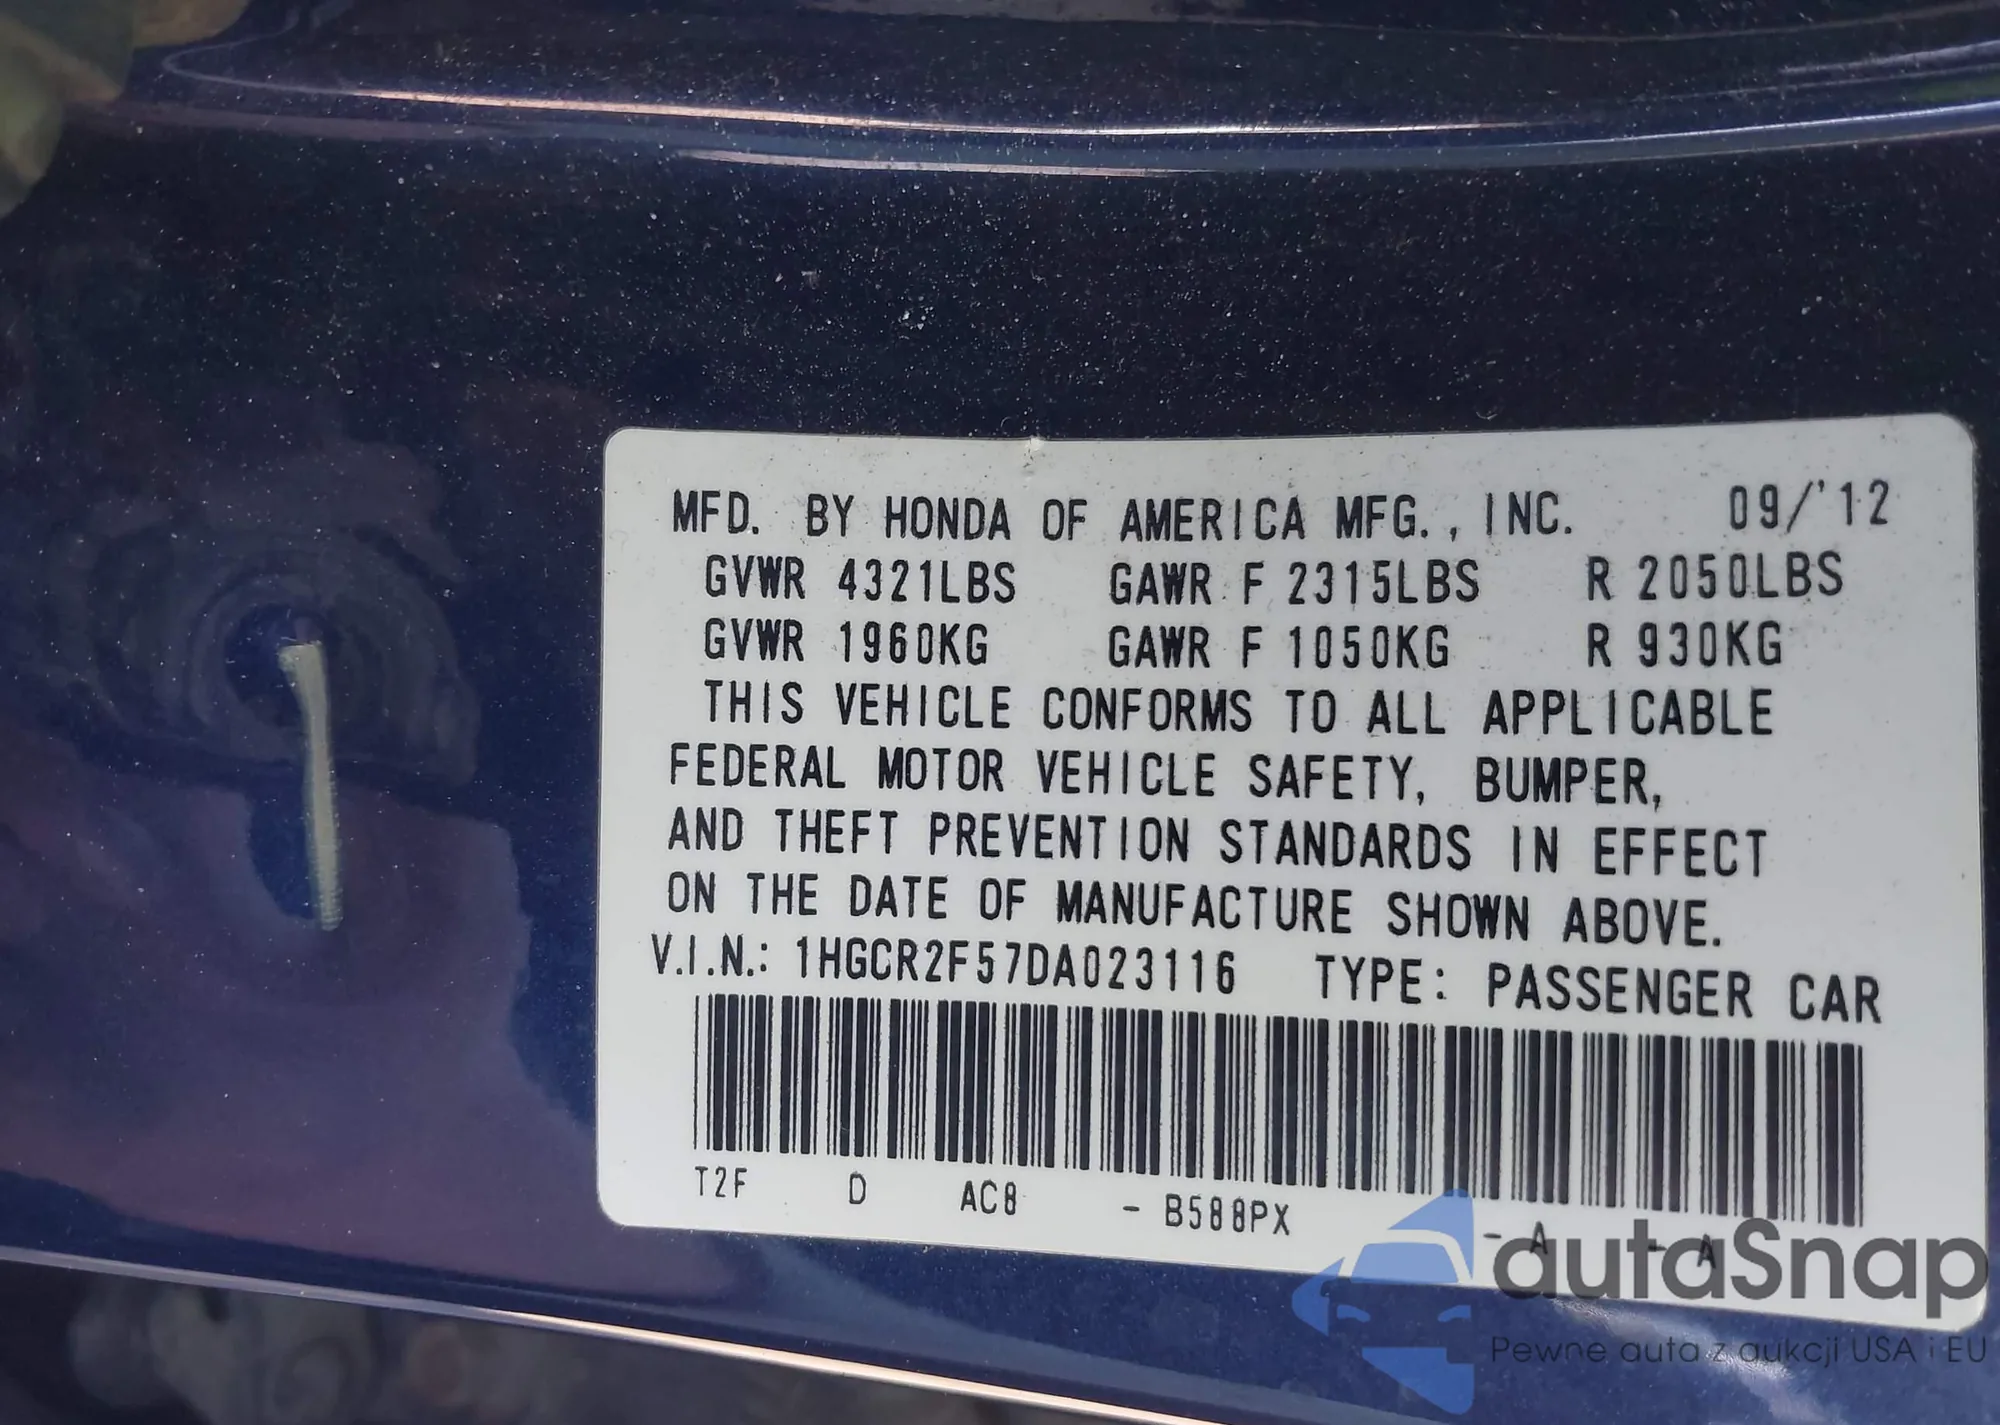 MFD. BY HONDA OF AMERICA MFG., INC. 09/'12
GVWR 4321LBS GAWR F 2315LBS R 2050LBS
GVWR 1960KG GAWR F 1050KG R 930KG
THIS VEHICLE CONFORMS TO ALL APPLICABLE
FEDERAL MOTOR VEHICLE SAFETY, BUMPER,
AND THEFT PREVENTION STANDARDS IN EFFECT
ON THE DATE OF MANUFACTURE SHOWN ABOVE.
V.I.N.: 1HGCR2F57DA023116 TYPE: PASSENGER CAR
T2F D AC8 - B588PX - A - A
autaSnap
Pewne auta z aukcji USA i EU